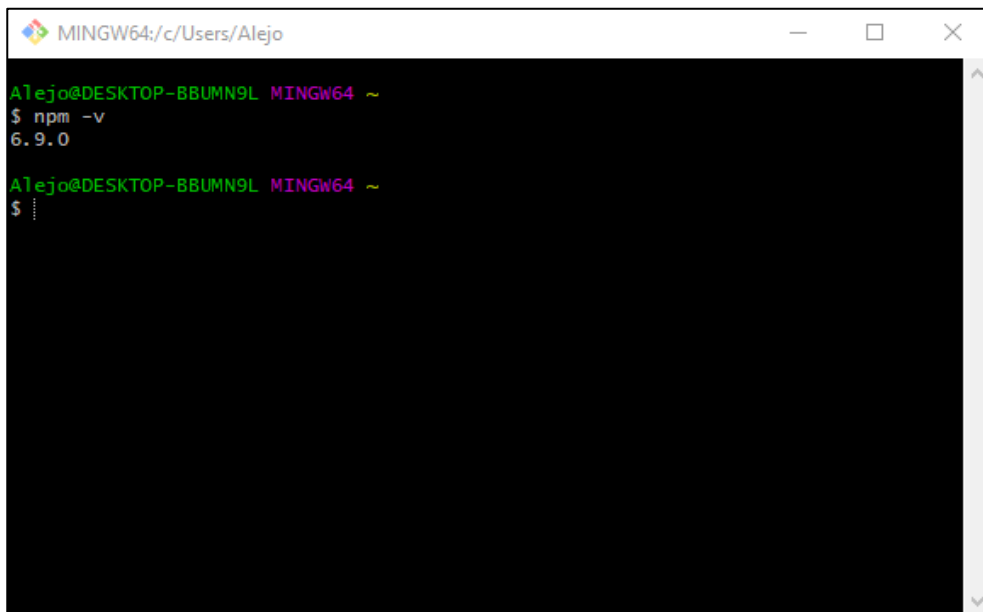 MINGW64:/c/Users/Alejo
Alejo@DESKTOP-BBUMN9L MINGW64 ~
$ npm -v
6.9.0
Alejo@DESKTOP-BBUMN9L MINGW64 ~
$